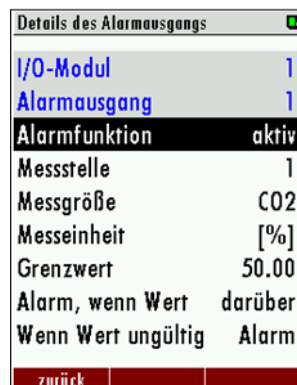 Details des Alarmausgangs
I/O-Modul 1
Alarmausgang 1
Alarmfunktion aktiv
Messstelle 1
Messgröße CO2
Messeinheit [%]
Grenzwert 50.00
Alarm, wenn Wert darüber
Wenn Wert ungültig Alarm
zurück